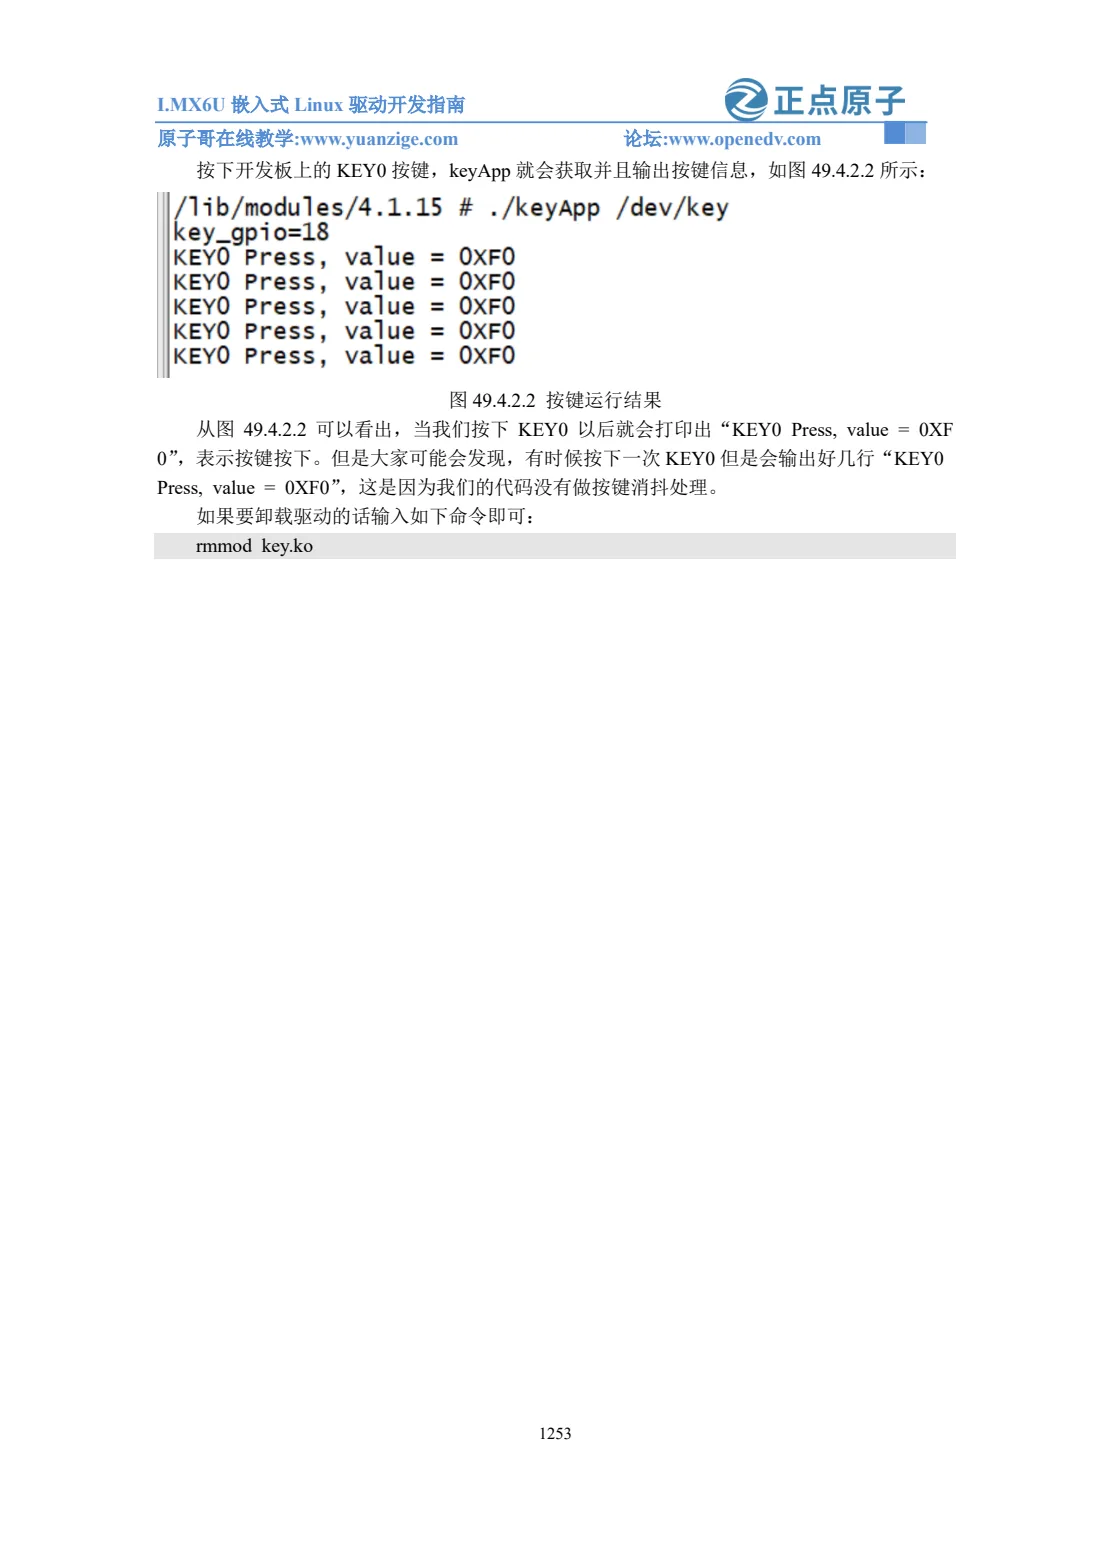 I.MX6U 嵌入式 Linux 驱动开发指南
正点原子
原子哥在线教学:www.yuanzige.com 论坛:www.openedv.com
按下开发板上的 KEY0 按键，keyApp 就会获取并且输出按键信息，如图 49.4.2.2 所示：
/lib/modules/4.1.15 # ./keyApp /dev/key
key_gpio=18
KEY0 Press, value = 0XF0
KEY0 Press, value = 0XF0
KEY0 Press, value = 0XF0
KEY0 Press, value = 0XF0
KEY0 Press, value = 0XF0
图 49.4.2.2 按键运行结果
从图 49.4.2.2 可以看出，当我们按下 KEY0 以后就会打印出“KEY0 Press, value = 0XF
0”，表示按键按下。但是大家可能会发现，有时候按下一次 KEY0 但是会输出好几行“KEY0
Press, value = 0XF0”，这是因为我们的代码没有做按键消抖处理。
如果要卸载驱动的话输入如下命令即可：
rmmod key.ko
1253